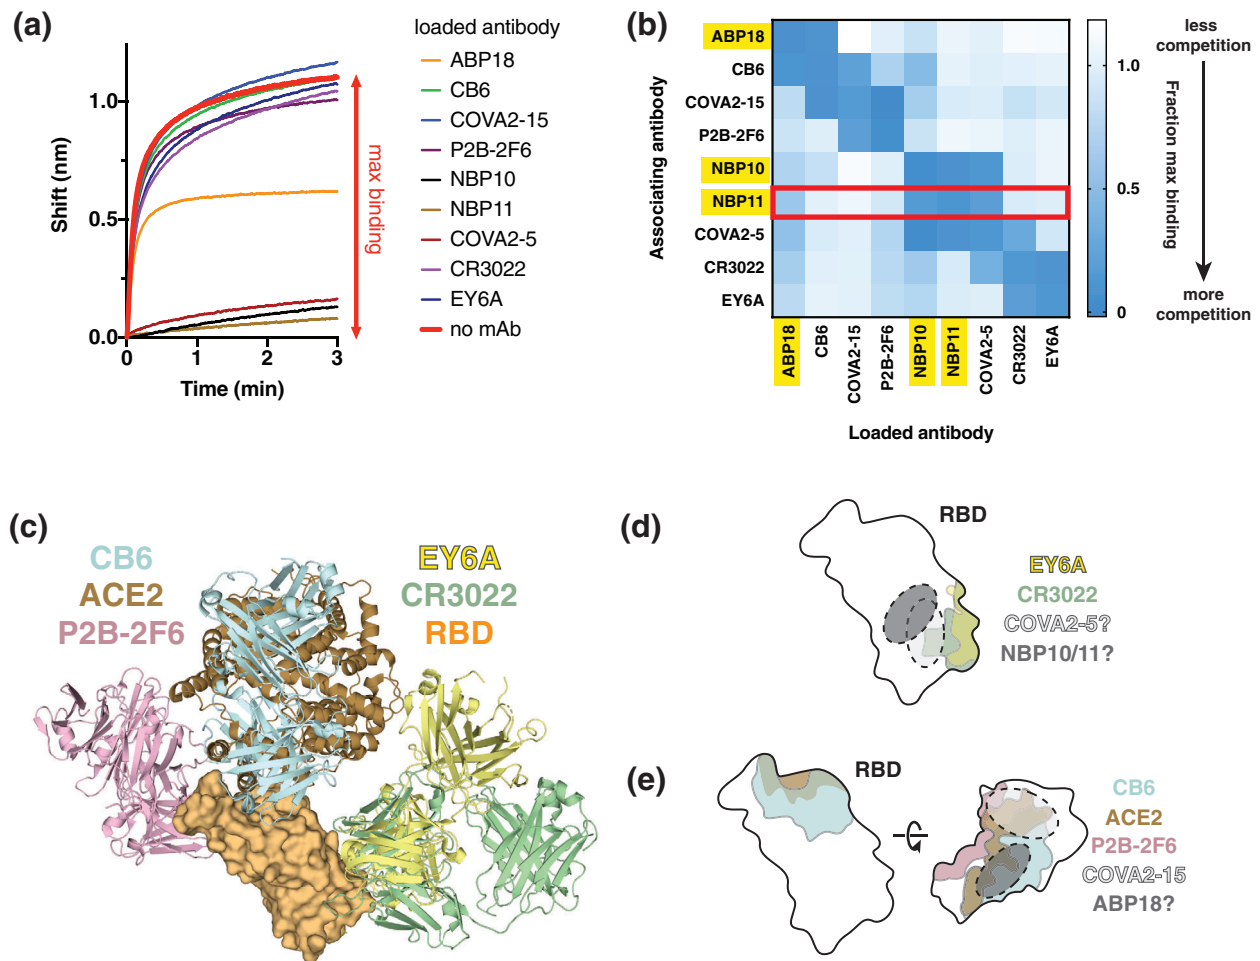 (a)
loaded antibody
ABP18
CB6
COVA2-15
P2B-2F6
NBP10
NBP11
COVA2-5
CR3022
EY6A
no mAb
max binding
Shift (nm)
1.0
0.5
0.0
0
1
2
3
Time (min)
(b)
Associating antibody
ABP18
CB6
COVA2-15
P2B-2F6
NBP10
NBP11
COVA2-5
CR3022
EY6A
ABP18
CB6
COVA2-15
P2B-2F6
NBP10
NBP11
COVA2-5
CR3022
EY6A
Loaded antibody
1.0
0.5
0
Fraction max binding
less
competition
more
competition
(c)
CB6
ACE2
P2B-2F6
EY6A
CR3022
RBD
(d)
RBD
EY6A
CR3022
COVA2-5?
NBP10/11?
(e)
RBD
CB6
ACE2
P2B-2F6
COVA2-15
ABP18?